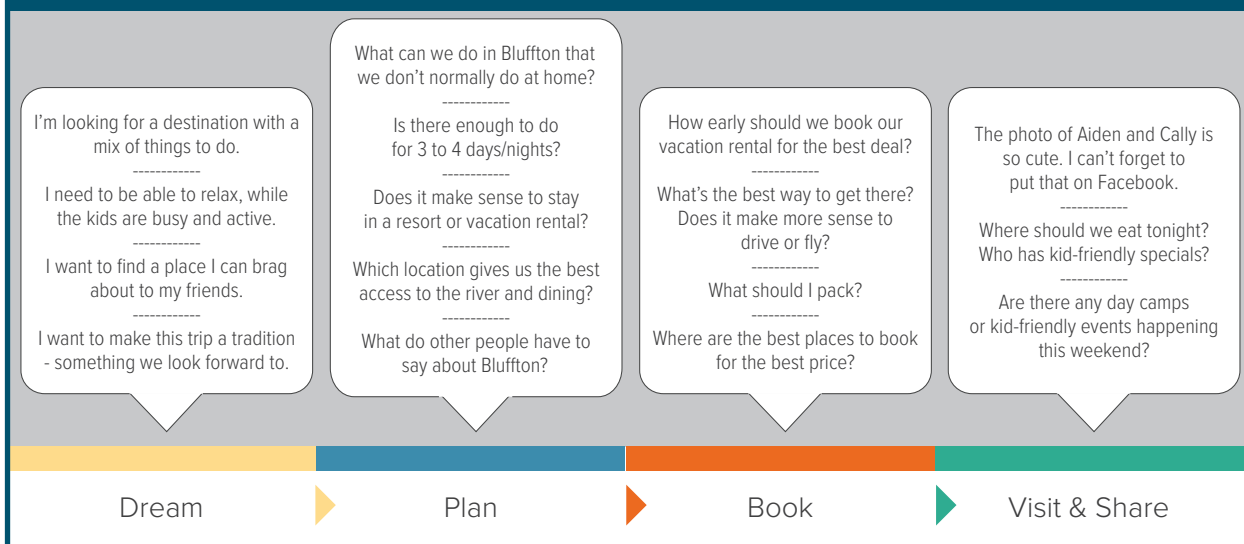 I'm looking for a destination with a
mix of things to do.
------------
I need to be able to relax, while
the kids are busy and active.
------------
I want to find a place I can brag
about to my friends.
------------
I want to make this trip a tradition
- something we look forward to.
What can we do in Bluffton that
we don't normally do at home?
------------
Is there enough to do
for 3 to 4 days/nights?
------------
Does it make sense to stay
in a resort or vacation rental?
------------
Which location gives us the best
access to the river and dining?
------------
What do other people have to
say about Bluffton?
How early should we book our
vacation rental for the best deal?
------------
What's the best way to get there?
Does it make more sense to
drive or fly?
------------
What should I pack?
------------
Where are the best places to book
for the best price?
The photo of Aiden and Cally is
so cute. I can't forget to
put that on Facebook.
------------
Where should we eat tonight?
Who has kid-friendly specials?
------------
Are there any day camps
or kid-friendly events happening
this weekend?
Dream
Plan
Book
Visit & Share